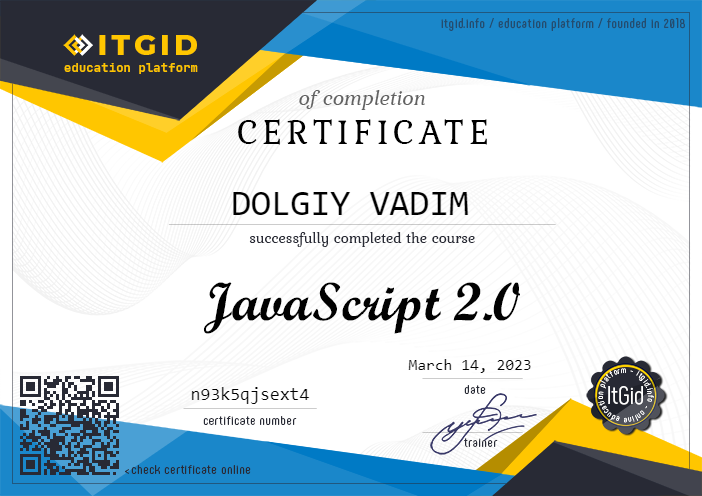 ITGID
education platform
itgid.info / education platform / founded in 2018
of completion
CERTIFICATE
DOLGIY VADIM
successfully completed the course
JavaScript 2.0
March 14, 2023
date
n93k5qjsext4
certificate number
trainer
<check certificate online
education platform - itgid.info - online
ItGid